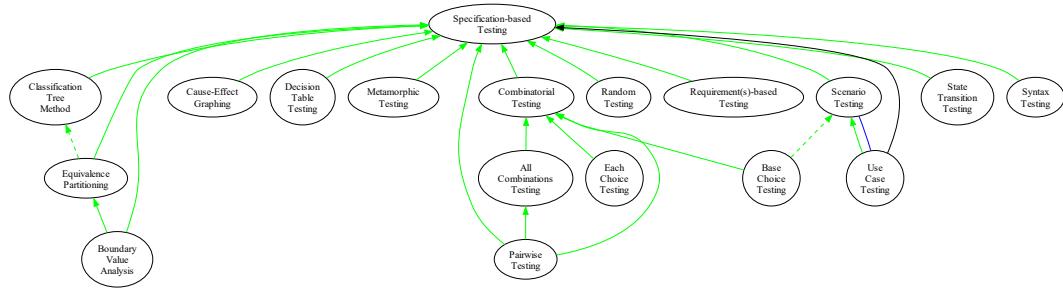 Specification-based
Testing
Classification
Tree
Method
Cause-Effect
Graphing
Decision
Table
Testing
Metamorphic
Testing
Combinatorial
Testing
Random
Testing
Requirement(s)-based
Testing
Scenario
Testing
State
Transition
Testing
Syntax
Testing
Equivalence
Partitioning
All
Combinations
Testing
Each
Choice
Testing
Base
Choice
Testing
Use
Case
Testing
Boundary
Value
Analysis
Pairwise
Testing